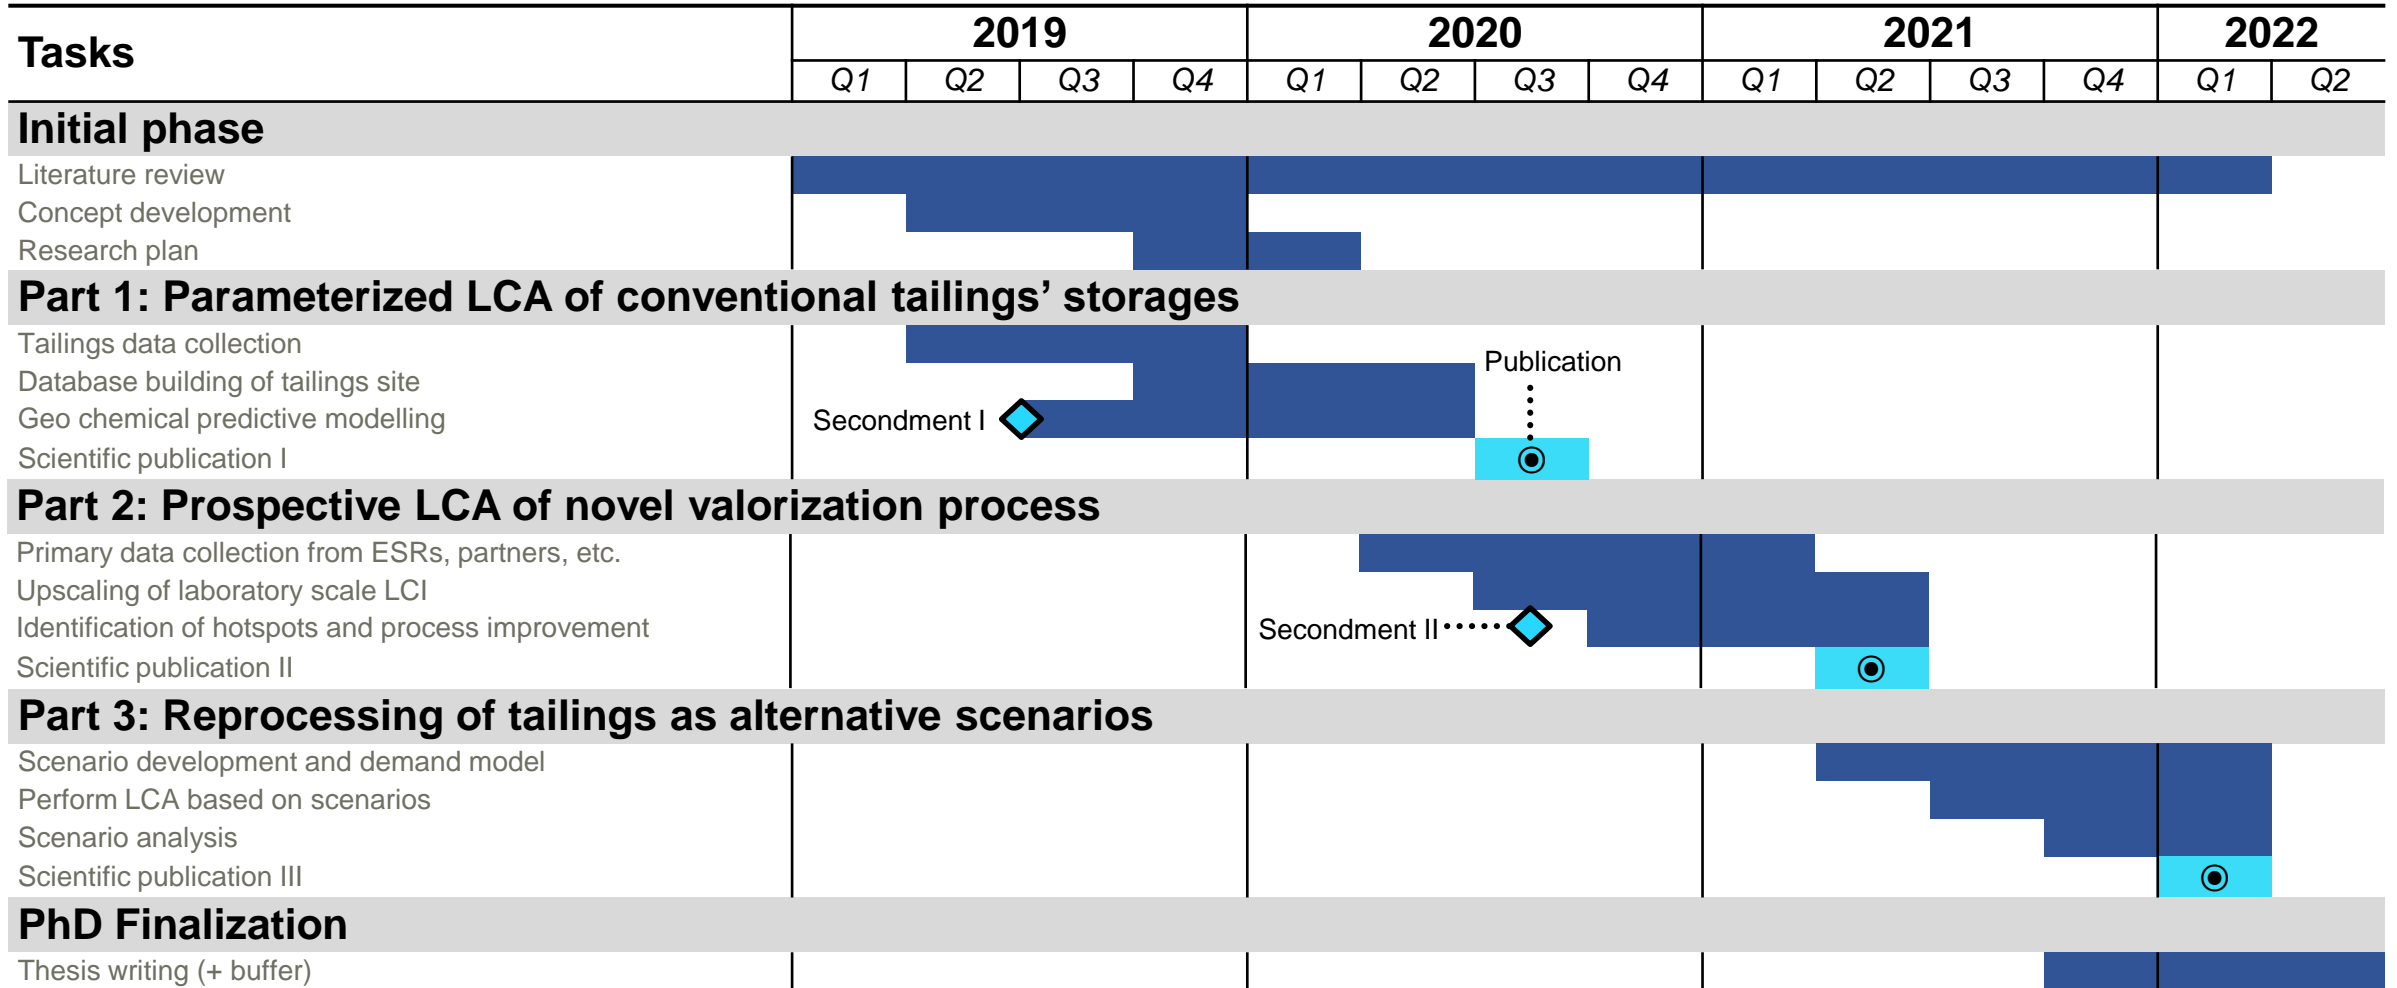 Tasks
2019 2020 2021 2022
Q1 Q2 Q3 Q4 Q1 Q2 Q3 Q4 Q1 Q2 Q3 Q4 Q1 Q2
Initial phase
Literature review
Concept development
Research plan
Part 1: Parameterized LCA of conventional tailings’ storages
Tailings data collection
Publication
Database building of tailings site
Geo chemical predictive modelling
Secondment I
Scientific publication I
Part 2: Prospective LCA of novel valorization process
Primary data collection from ESRs, partners, etc.
Upscaling of laboratory scale LCI
Identification of hotspots and process improvement
Secondment II
Scientific publication II
Part 3: Reprocessing of tailings as alternative scenarios
Scenario development and demand model
Perform LCA based on scenarios
Scenario analysis
Scientific publication III
PhD Finalization
Thesis writing (+ buffer)